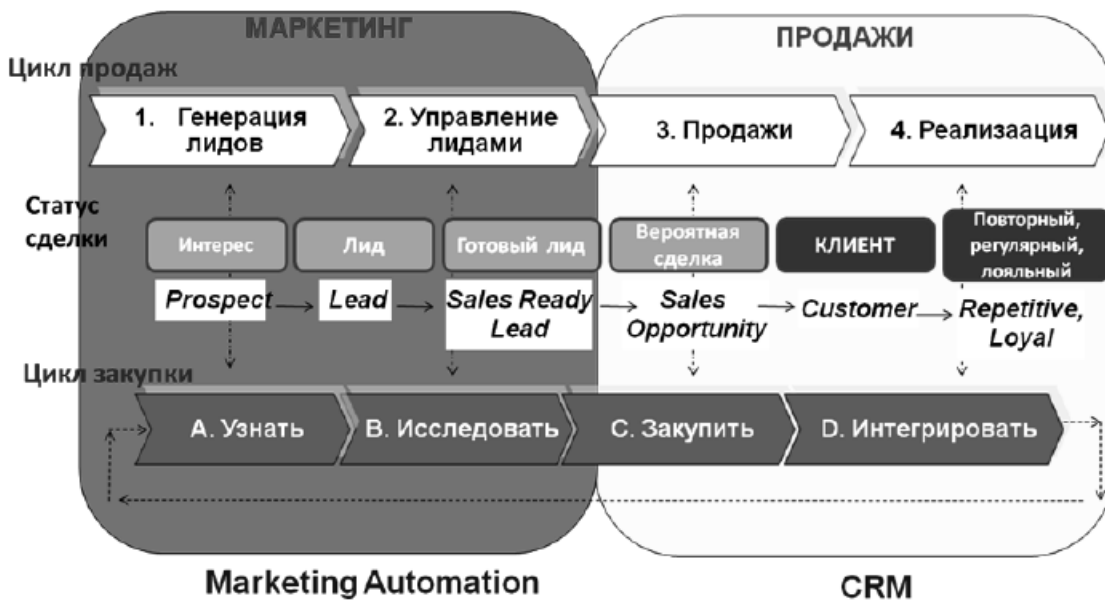 МАРКЕТИНГ
ПРОДАЖИ
Цикл продаж
1. Генерация
лидов
2. Управление
лидами
3. Продажи
4. Реализаация
Статус
сделки
Интерес
Лид
Готовый лид
Вероятная
сделка
КЛИЕНТ
Повторный,
регулярный,
лояльный
Prospect
Lead
Sales Ready
Lead
Sales
Opportunity
Customer
Repetitive,
Loyal
Цикл закупки
A. Узнать
B. Исследовать
C. Закупить
D. Интегрировать
Marketing Automation
CRM